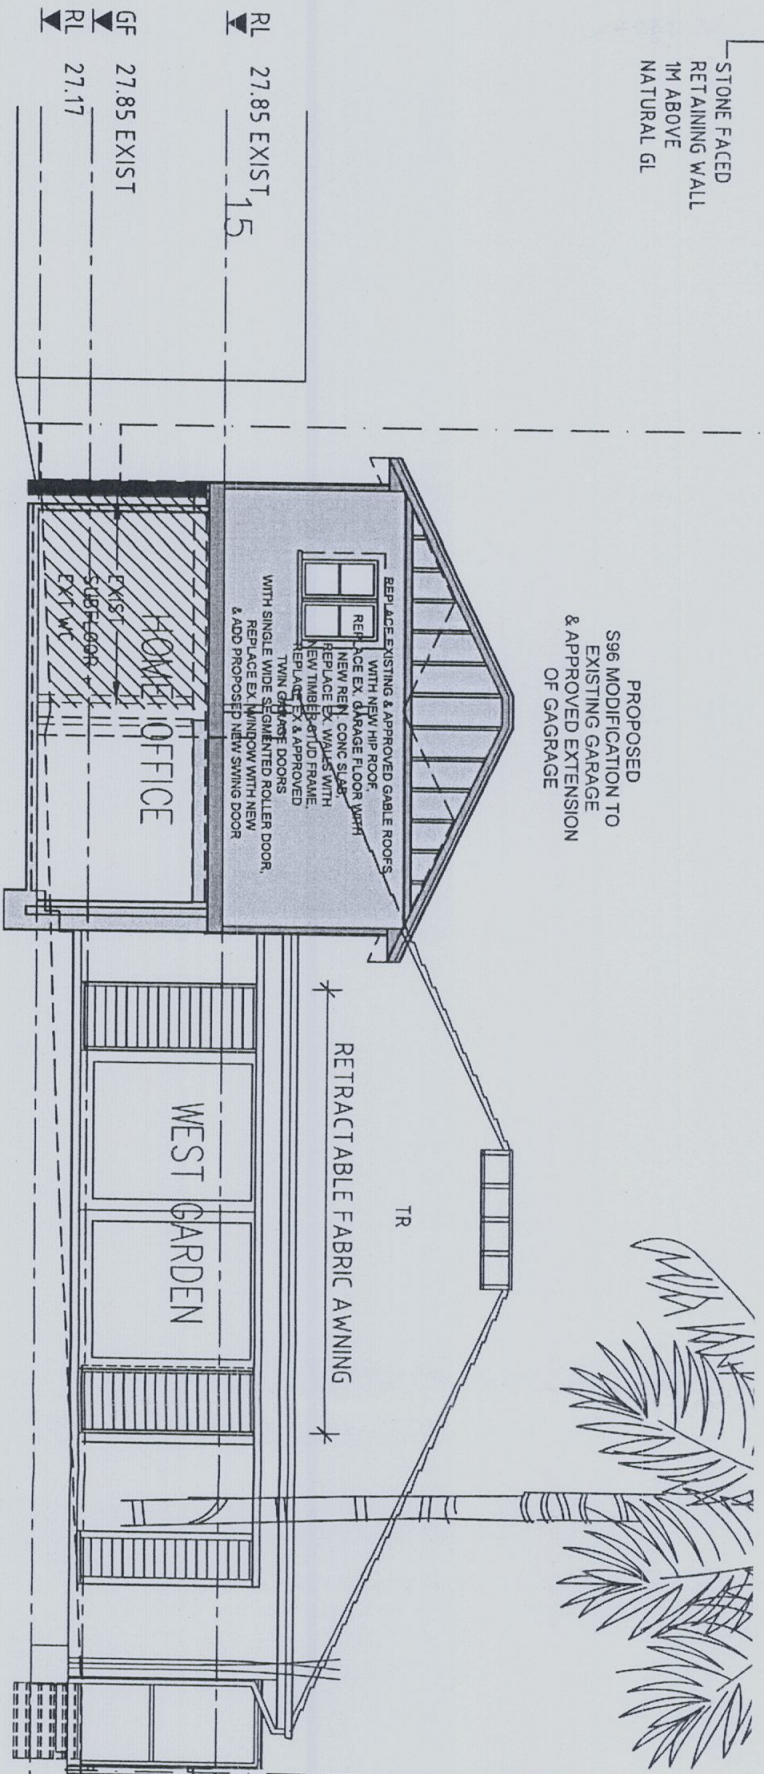 STONE FACED
RETAINING WALL
1M ABOVE
NATURAL GL
PROPOSED
S96 MODIFICATION TO
EXISTING GARAGE
& APPROVED EXTENSION
OF GAGRAGE
RL 27.85 EXIST
15
GF 27.85 EXIST
RL 27.17
REPLACE EXISTING & APPROVED GABLE ROOFS
WITH NEW HIP ROOF,
REPLACE EX. GARAGE FLOOR WITH
NEW REIN. CONC SLAB,
REPLACE EX. WALLS WITH
NEW TIMBER STUD FRAME,
REPLACE EX & APPROVED
TWIN GARAGE DOORS
WITH SINGLE WIDE SEGMENTED ROLLER DOOR,
REPLACE EX. WINDOW WITH NEW
& ADD PROPOSED NEW SWING DOOR
HOME OFFICE
EXIST
SUBFLOOR
EXT WC
TR
RETRACTABLE FABRIC AWNING
WEST GARDEN